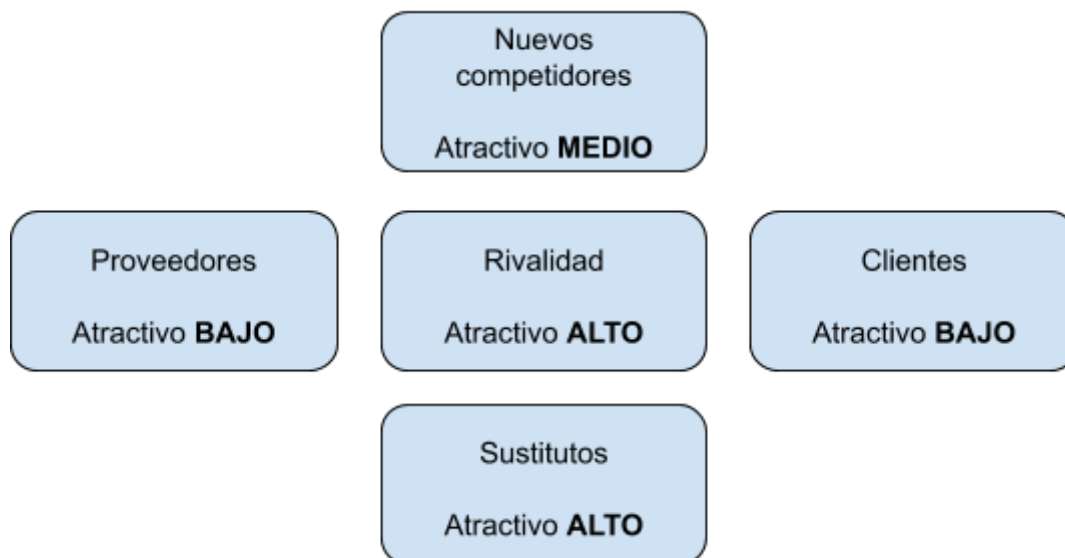 Nuevos
competidores
Atractivo MEDIO
Proveedores
Atractivo BAJO
Rivalidad
Atractivo ALTO
Clientes
Atractivo BAJO
Sustitutos
Atractivo ALTO